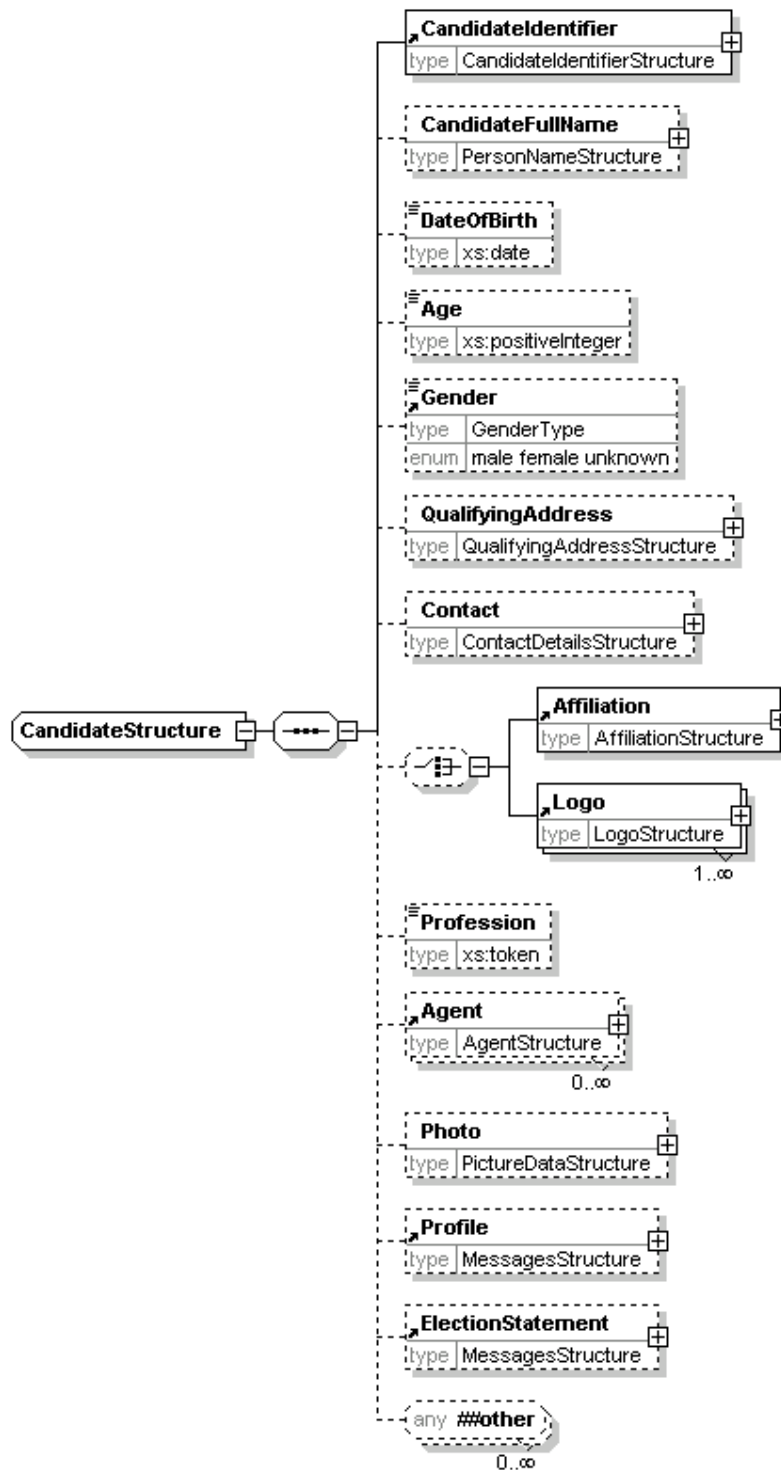 CandidateIdentifier
type CandidateIdentifierStructure
CandidateFullName
type PersonNameStructure
DateOfBirth
type xs:date
Age
type xs:positiveInteger
Gender
type GenderType
enum male female unknown
QualifyingAddress
type QualifyingAddressStructure
Contact
type ContactDetailsStructure
CandidateStructure
Affiliation
type AffiliationStructure
Logo
type LogoStructure
1..∞
Profession
type xs:token
Agent
type AgentStructure
0..∞
Photo
type PictureDataStructure
Profile
type MessagesStructure
ElectionStatement
type MessagesStructure
any ##other
0..∞